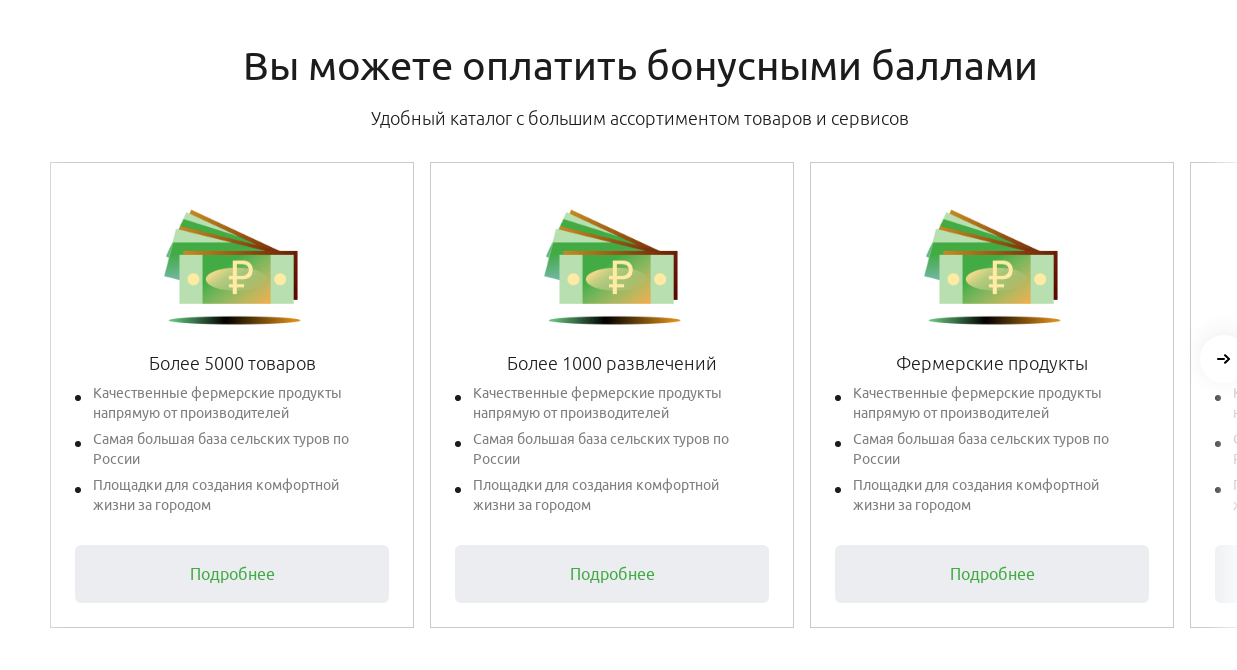 Вы можете оплатить бонусными баллами
Удобный каталог с большим ассортиментом товаров и сервисов
Более 5000 товаров
Качественные фермерские продукты
напрямую от производителей
Самая большая база сельских туров по
России
Площадки для создания комфортной
жизни за городом
Подробнее
Более 1000 развлечений
Качественные фермерские продукты
напрямую от производителей
Самая большая база сельских туров по
России
Площадки для создания комфортной
жизни за городом
Подробнее
Фермерские продукты
Качественные фермерские продукты
напрямую от производителей
Самая большая база сельских туров по
России
Площадки для создания комфортной
жизни за городом
Подробнее